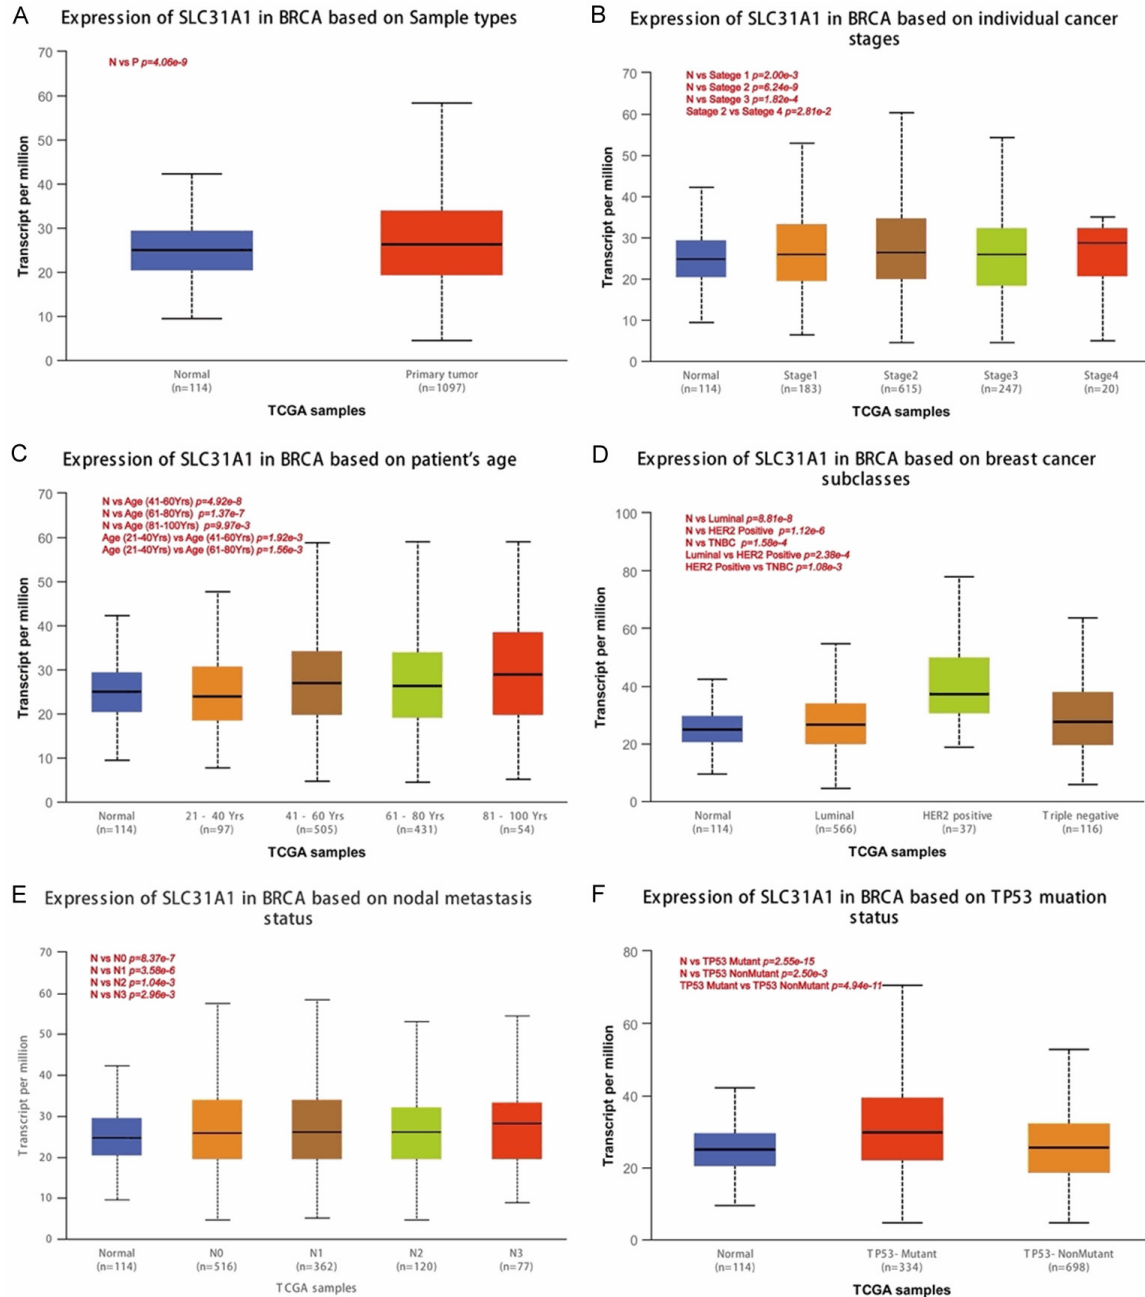 A
Expression of SLC31A1 in BRCA based on Sample types
N vs P p=4.06e-9
Transcript per million
70
60
50
40
30
20
10
0
Normal
(n=114)
Primary tumor
(n=1097)
TCGA samples
B
Expression of SLC31A1 in BRCA based on individual cancer
stages
N vs Satege 1 p=2.00e-3
N vs Satege 2 p=6.24e-9
N vs Satege 3 p=1.82e-4
Satage 2 vs Satege 4 p=2.81e-2
Transcript per million
70
60
50
40
30
20
10
0
Normal
(n=114)
Stage1
(n=183)
Stage2
(n=615)
Stage3
(n=247)
Stage4
(n=20)
TCGA samples
C
Expression of SLC31A1 in BRCA based on patient's age
N vs Age (41-60Yrs) p=4.92e-8
N vs Age (61-80Yrs) p=1.37e-7
N vs Age (81-100Yrs) p=9.97e-3
Age (21-40Yrs) vs Age (41-60Yrs) p=1.92e-3
Age (21-40Yrs) vs Age (61-80Yrs) p=1.56e-3
Transcript per million
70
60
50
40
30
20
10
0
Normal
(n=114)
21 - 40 Yrs
(n=97)
41 - 60 Yrs
(n=505)
61 - 80 Yrs
(n=431)
81 - 100 Yrs
(n=54)
TCGA samples
D
Expression of SLC31A1 in BRCA based on breast cancer
subclasses
N vs Luminal p=8.81e-8
N vs HER2 Positive p=1.12e-6
N vs TNBC p=1.58e-4
Luminal vs HER2 Positive p=2.38e-4
HER2 Positive vs TNBC p=1.08e-3
Transcript per million
100
80
60
40
20
0
Normal
(n=114)
Luminal
(n=566)
HER2 positive
(n=37)
Triple negative
(n=116)
TCGA samples
E
Expression of SLC31A1 in BRCA based on nodal metastasis
status
N vs N0 p=8.37e-7
N vs N1 p=3.58e-6
N vs N2 p=1.04e-3
N vs N3 p=2.96e-3
Transcript per million
70
60
50
40
30
20
10
0
Normal
(n=114)
N0
(n=516)
N1
(n=362)
N2
(n=120)
N3
(n=77)
TCGA samples
F
Expression of SLC31A1 in BRCA based on TP53 muation
status
N vs TP53 Mutant p=2.55e-15
N vs TP53 NonMutant p=2.50e-3
TP53 Mutant vs TP53 NonMutant p=4.94e-11
Transcript per million
80
60
40
20
0
Normal
(n=114)
TP53- Mutant
(n=334)
TP53- NonMutant
(n=698)
TCGA samples